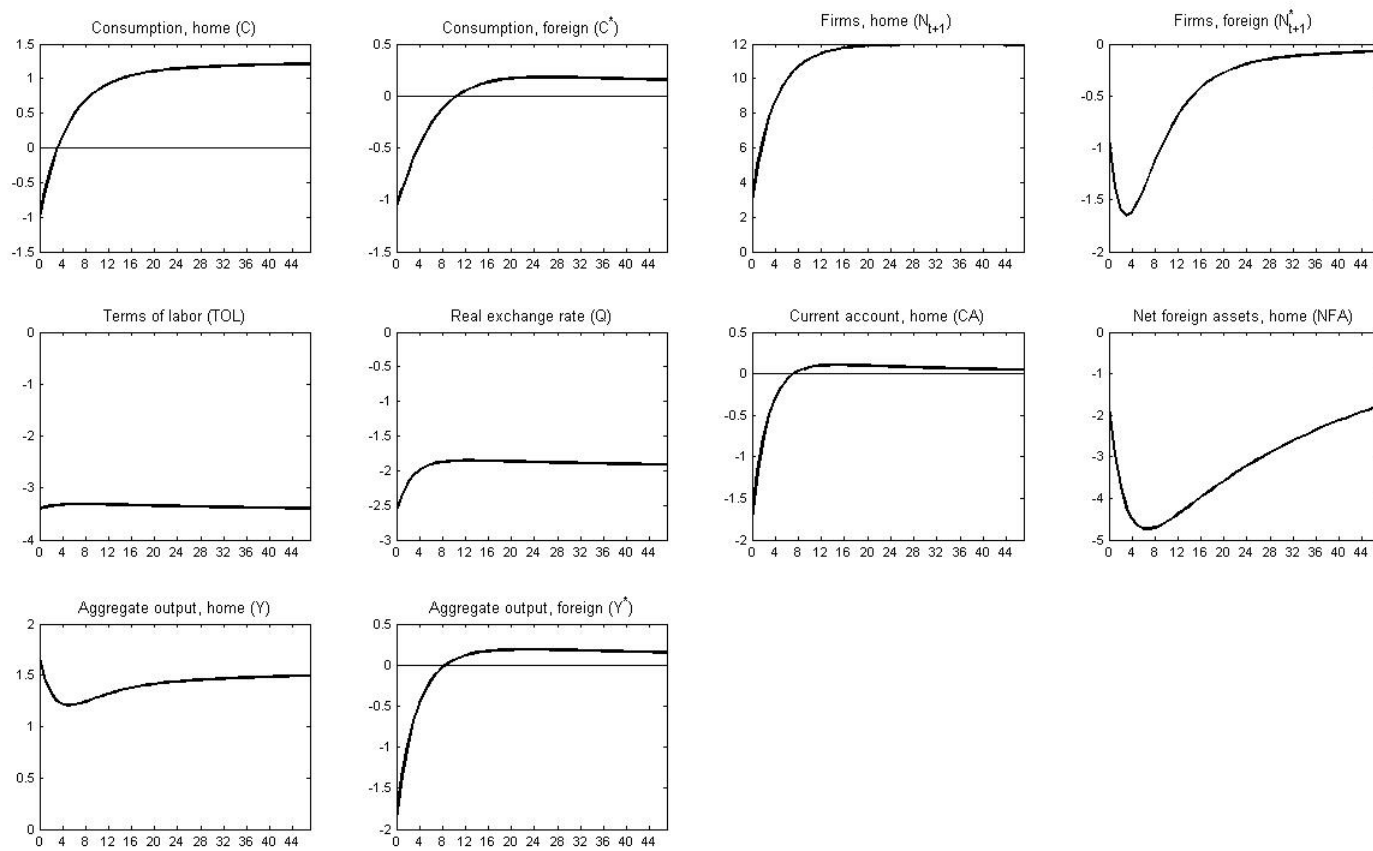 Consumption, home (C)
1.5
1
0.5
0
-0.5
-1
-1.5
0 4 8 12 16 20 24 28 32 36 40 44
Consumption, foreign (C*)
0.5
0
-0.5
-1
-1.5
0 4 8 12 16 20 24 28 32 36 40 44
Firms, home (Nt+1)
12
10
8
6
4
2
0
0 4 8 12 16 20 24 28 32 36 40 44
Firms, foreign (N*t+1)
0
-0.5
-1
-1.5
-2
0 4 8 12 16 20 24 28 32 36 40 44
Terms of labor (TOL)
0
-1
-2
-3
-4
0 4 8 12 16 20 24 28 32 36 40 44
Real exchange rate (Q)
0
-0.5
-1
-1.5
-2
-2.5
-3
0 4 8 12 16 20 24 28 32 36 40 44
Current account, home (CA)
0.5
0
-0.5
-1
-1.5
-2
0 4 8 12 16 20 24 28 32 36 40 44
Net foreign assets, home (NFA)
0
-1
-2
-3
-4
-5
0 4 8 12 16 20 24 28 32 36 40 44
Aggregate output, home (Y)
2
1.5
1
0.5
0
0 4 8 12 16 20 24 28 32 36 40 44
Aggregate output, foreign (Y*)
0.5
0
-0.5
-1
-1.5
-2
0 4 8 12 16 20 24 28 32 36 40 44